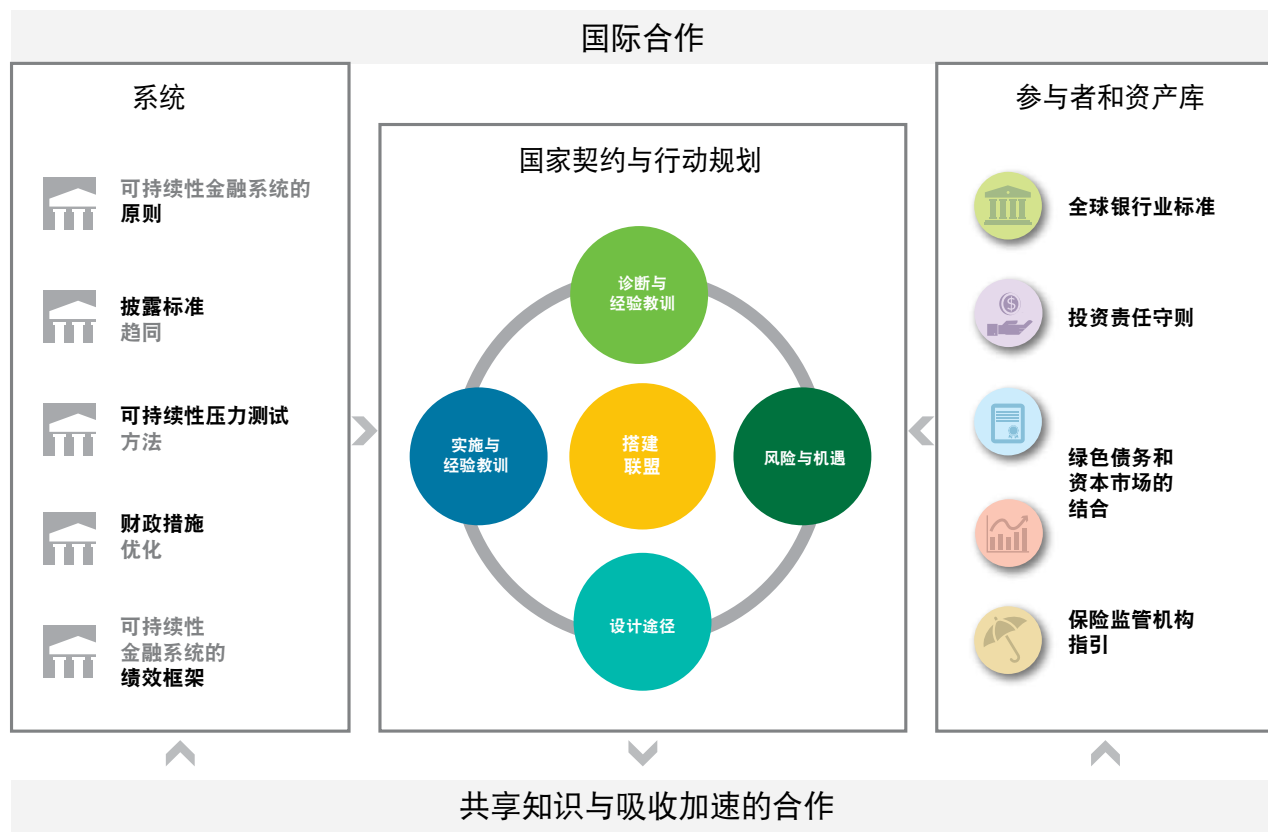 国际合作
系统
可持续性金融系统的
原则
披露标准
趋同
可持续性压力测试
方法
财政措施
优化
可持续性
金融系统的
绩效框架
国家契约与行动规划
诊断与
经验教训
实施与
经验教训
搭建
联盟
风险与机遇
设计途径
参与者和资产库
全球银行业标准
投资责任守则
绿色债务和
资本市场的
结合
保险监管机构
指引
共享知识与吸收加速的合作